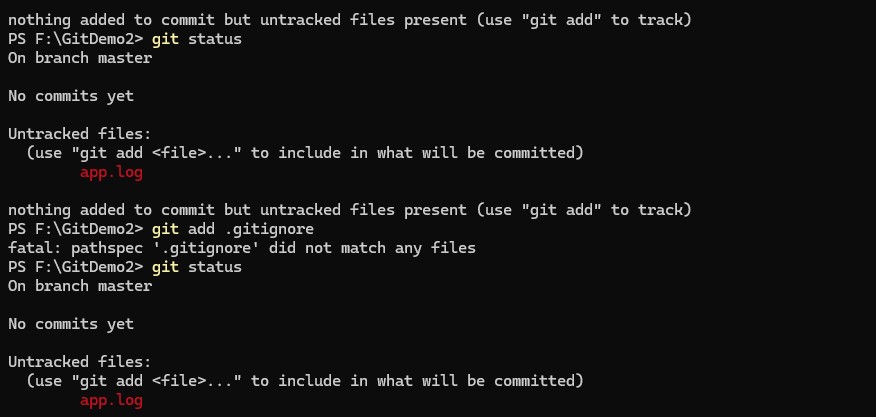 nothing added to commit but untracked files present (use "git add" to track)
PS F:\GitDemo2> git status
On branch master
No commits yet
Untracked files:
(use "git add <file>..." to include in what will be committed)
app.log
nothing added to commit but untracked files present (use "git add" to track)
PS F:\GitDemo2> git add .gitignore
fatal: pathspec '.gitignore' did not match any files
PS F:\GitDemo2> git status
On branch master
No commits yet
Untracked files:
(use "git add <file>..." to include in what will be committed)
app.log